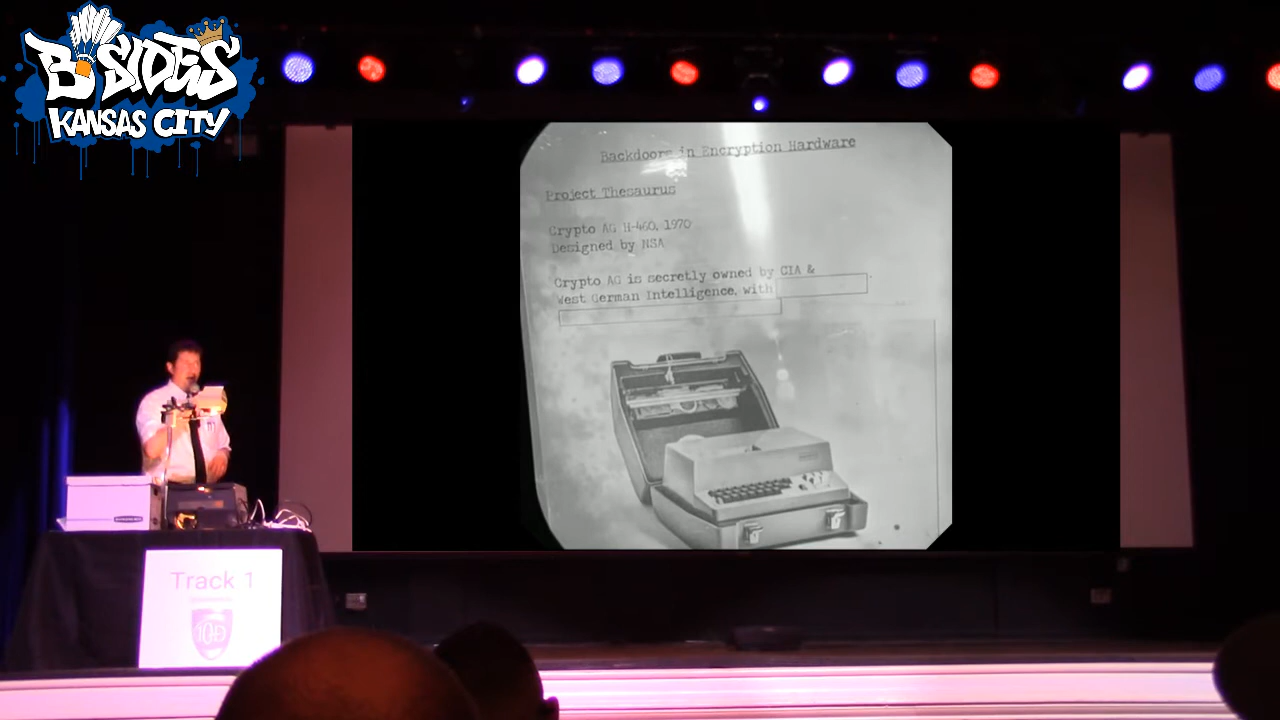 B·SIDES
KANSAS CITY
Backdoors in Encryption Hardware
Project Thesaurus
Crypto AG H-460, 1970
Designed by NSA
Crypto AG is secretly owned by CIA &
West German Intelligence, with
Track 1